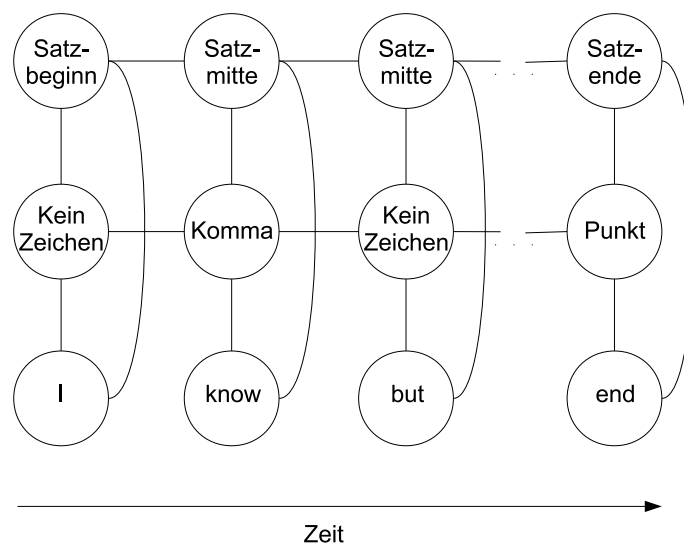 Satz-
beginn
Satz-
mitte
Satz-
mitte
Satz-
ende
Kein
Zeichen
Komma
Kein
Zeichen
Punkt
I
know
but
end
Zeit